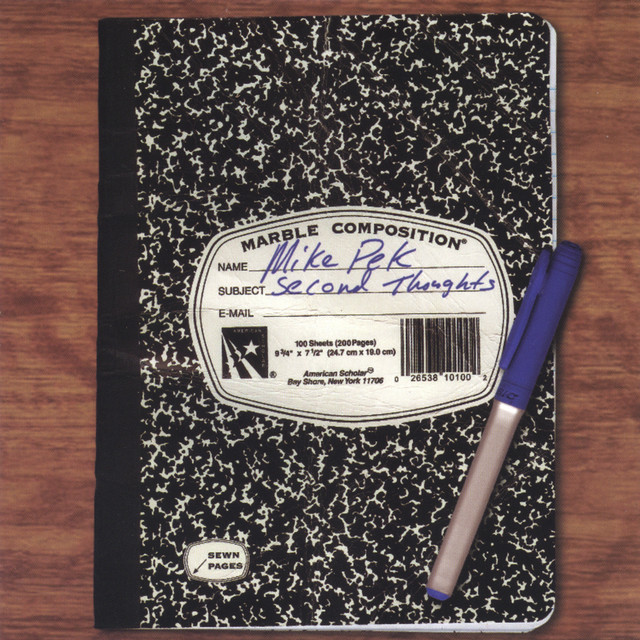 MARBLE COMPOSITION®
NAME Mike Pek
SUBJECT Second Thoughts
E-MAIL
100 Sheets (200 Pages)
9 3/4" x 7 1/2" (24.7 cm x 19.0 cm)
American Scholar
Bay Shore, New York 11706
0 26538 10100 2
SEWN
PAGES